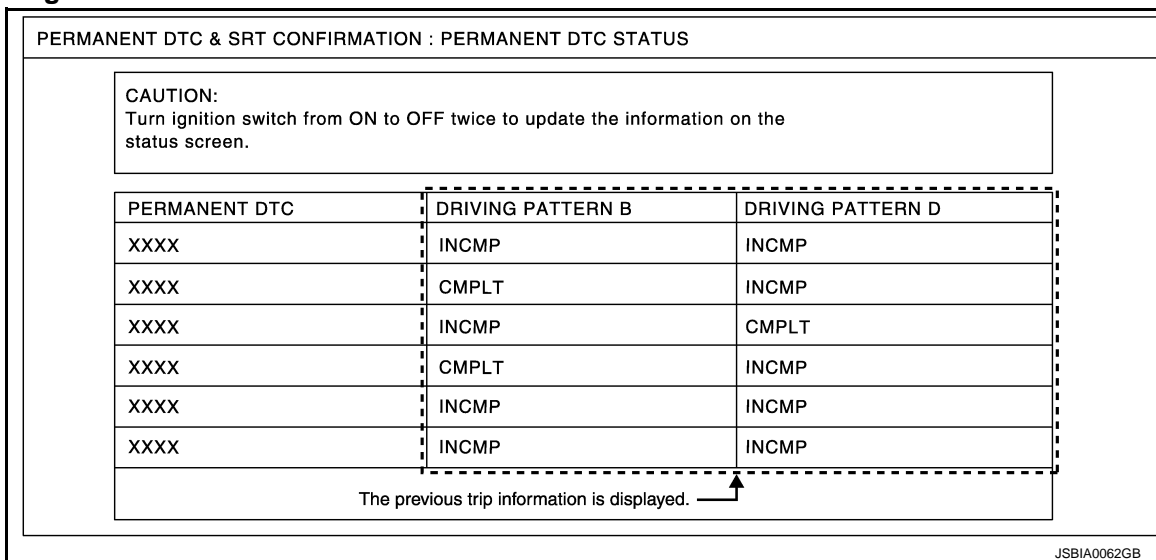 PERMANENT DTC & SRT CONFIRMATION : PERMANENT DTC STATUS
CAUTION:
Turn ignition switch from ON to OFF twice to update the information on the
status screen.
PERMANENT DTC DRIVING PATTERN B DRIVING PATTERN D
XXXX INCMP INCMP
XXXX CMPLT INCMP
XXXX INCMP CMPLT
XXXX CMPLT INCMP
XXXX INCMP INCMP
XXXX INCMP INCMP
The previous trip information is displayed.
JSBIA0062GB